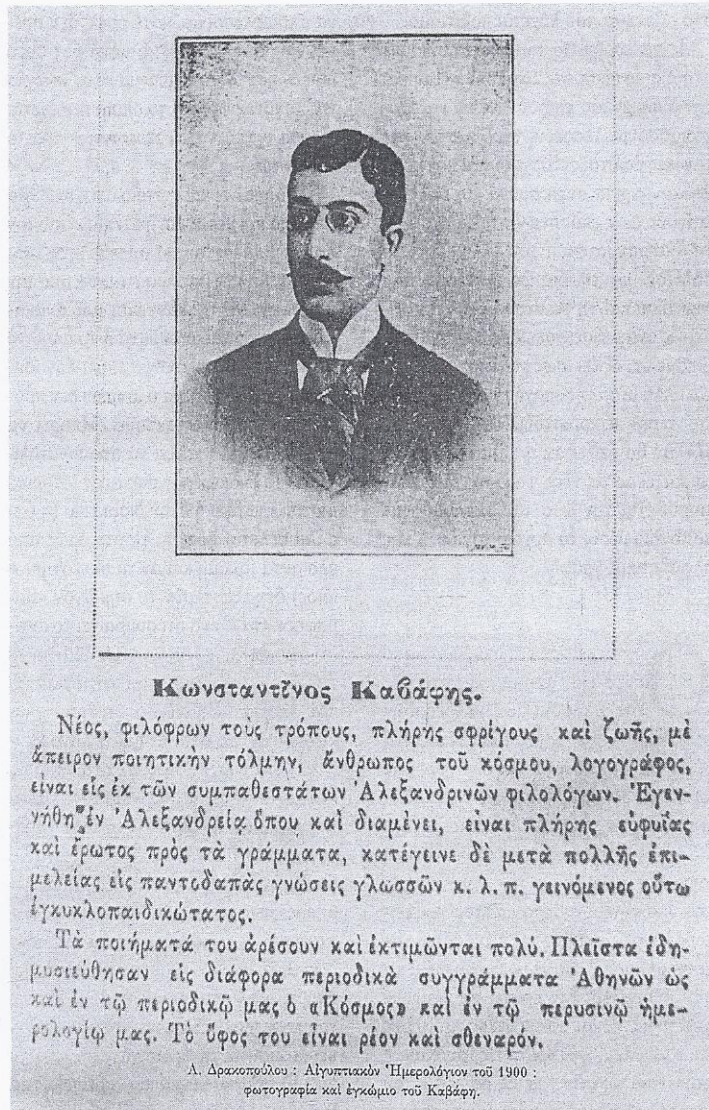 Κωνσταντῖνος Καβάφης.
Νέος, φιλόφρων τοὺς τρόπους, πλήρης σφρίγους καὶ ζωῆς, μὲ
ἄπειρον ποιητικὴν τόλμην, ἄνθρωπος τοῦ κόσμου, λογογράφος,
εἶναι εἷς ἐκ τῶν συμπαθεστάτων Ἀλεξανδρινῶν φιλολόγων. Ἐγεν-
νήθη ἐν Ἀλεξανδρείᾳ ὅπου καὶ διαμένει, εἶναι πλήρης εὐφυΐας
καὶ ἔρωτος πρὸς τὰ γράμματα, κατέγεινε δὲ μετὰ πολλῆς ἐπι-
μελείας εἰς παντοδαπὰς γνώσεις γλωσσῶν κ. λ. π. γεινόμενος οὕτω
ἐγκυκλοπαιδικώτατος.
Τὰ ποιήματά του ἀρέσουν καὶ ἐκτιμῶνται πολύ. Πλεῖστα ἐδη-
μοσιεύθησαν εἰς διάφορα περιοδικὰ συγγράμματα Ἀθηνῶν ὡς
καὶ ἐν τῷ περιοδικῷ μας ὁ «Κόσμος» καὶ ἐν τῷ περυσινῷ ἡμε-
ρολογίῳ μας. Τὸ ὕφος του εἶναι ρέον καὶ σθεναρόν.
Λ. Δρακοπούλου : Αἰγυπτιακὸν Ἡμερολόγιον τοῦ 1900 :
φωτογραφία καὶ ἐγκώμιο τοῦ Καβάφη.